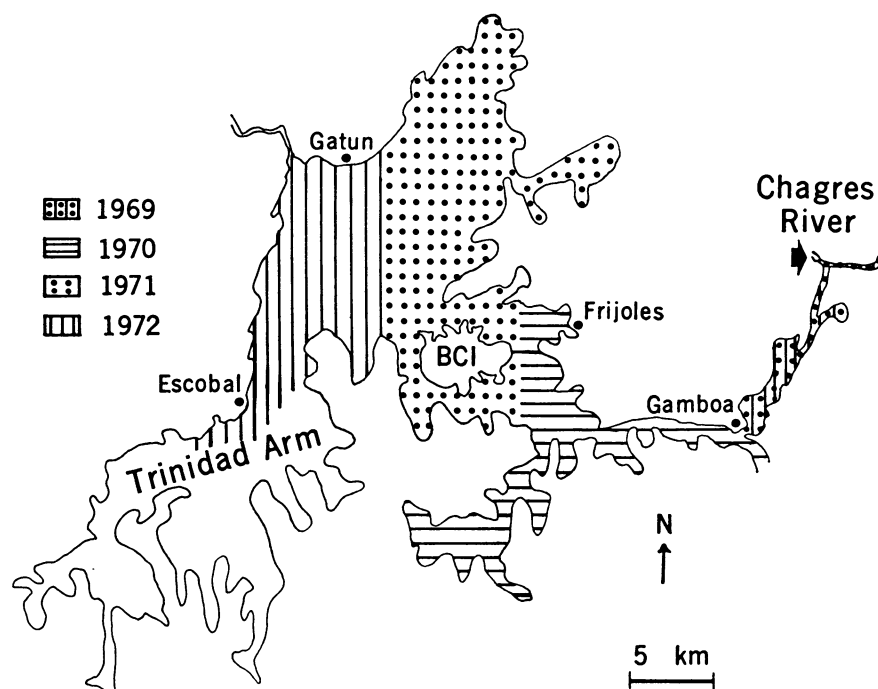 Gatun
1969
1970
1971
1972
Chagres
River
Frijoles
BCI
Escobal
Gamboa
Trinidad Arm
N
5 km